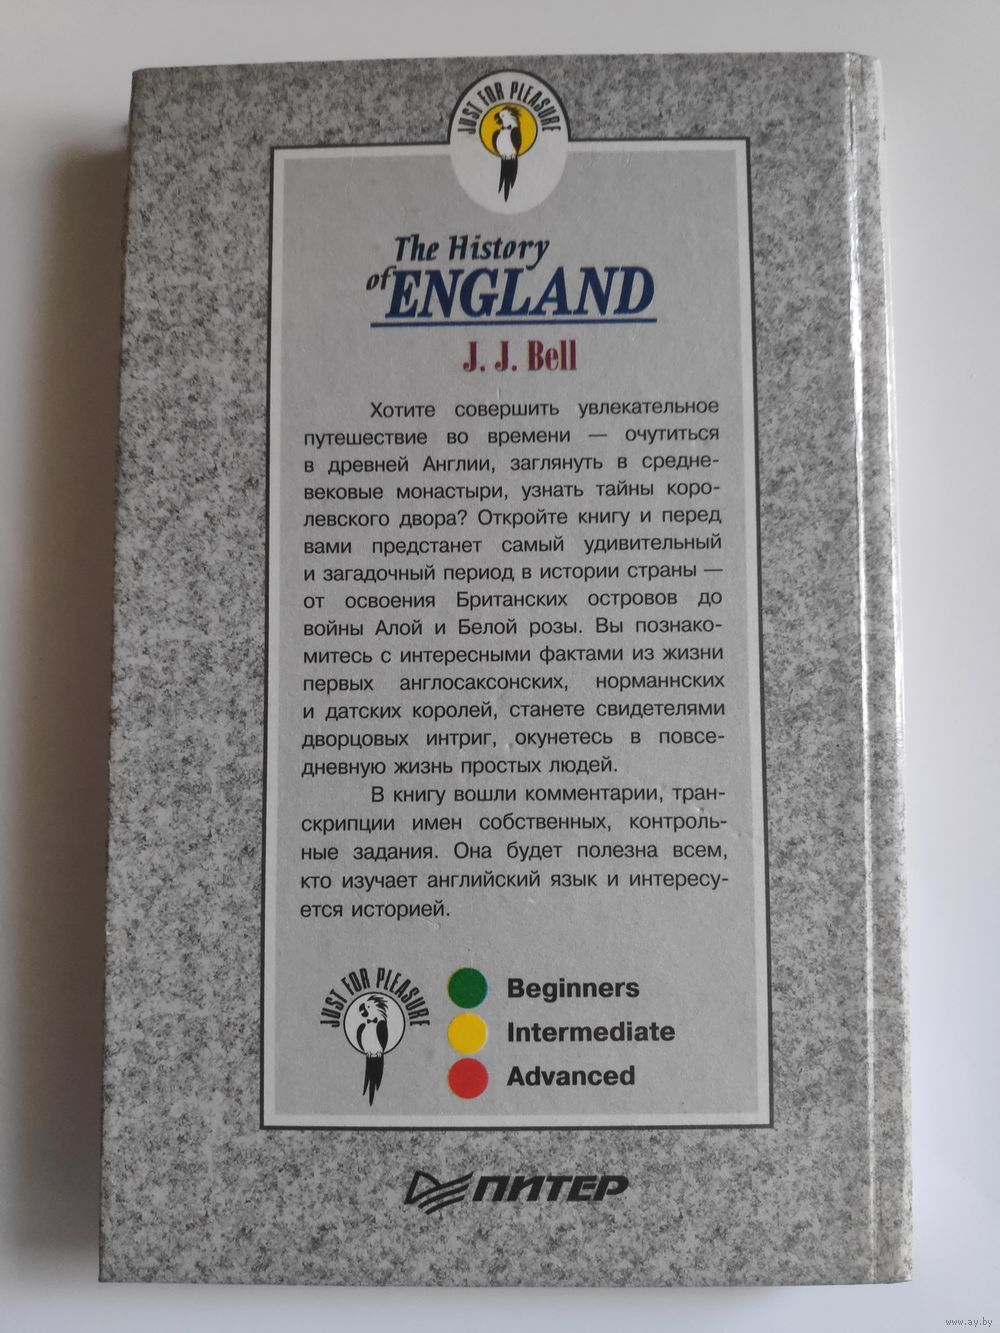 JUST FOR PLEASURE
The History
of ENGLAND
J. J. Bell
Хотите совершить увлекательное
путешествие во времени — очутиться
в древней Англии, заглянуть в средне-
вековые монастыри, узнать тайны коро-
левского двора? Откройте книгу и перед
вами предстанет самый удивительный
и загадочный период в истории страны —
от освоения Британских островов до
войны Алой и Белой розы. Вы познако-
митесь с интересными фактами из жизни
первых англосаксонских, норманнских
и датских королей, станете свидетелями
дворцовых интриг, окунетесь в повсе-
дневную жизнь простых людей.
В книгу вошли комментарии, тран-
скрипции имен собственных, контроль-
ные задания. Она будет полезна всем,
кто изучает английский язык и интересу-
ется историей.
JUST FOR PLEASURE
Beginners
Intermediate
Advanced
ПИТЕР
www.ay.by